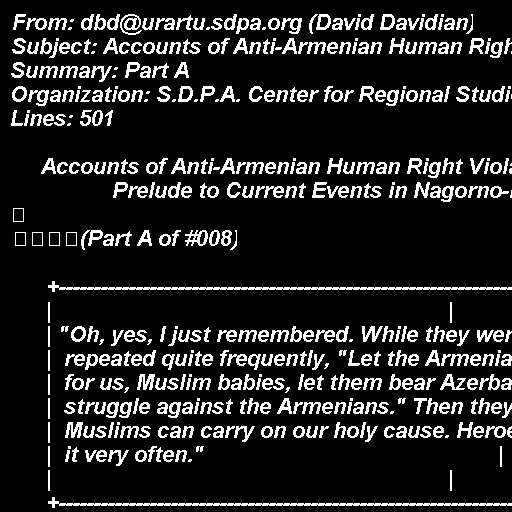 From: dbd@urartu.sdpa.org (David Davidian)
Subject: Accounts of Anti-Armenian Human Righ
Summary: Part A
Organization: S.D.P.A. Center for Regional Studi
Lines: 501
Accounts of Anti-Armenian Human Right Viola
Prelude to Current Events in Nagorno-
(Part A of #008)
+---------------------------------------------------
| |
| "Oh, yes, I just remembered. While they wer
| repeated quite frequently, "Let the Armenia
| for us, Muslim babies, let them bear Azerba
| struggle against the Armenians." Then they
| Muslims can carry on our holy cause. Heroe
| it very often." |
| |
+---------------------------------------------------